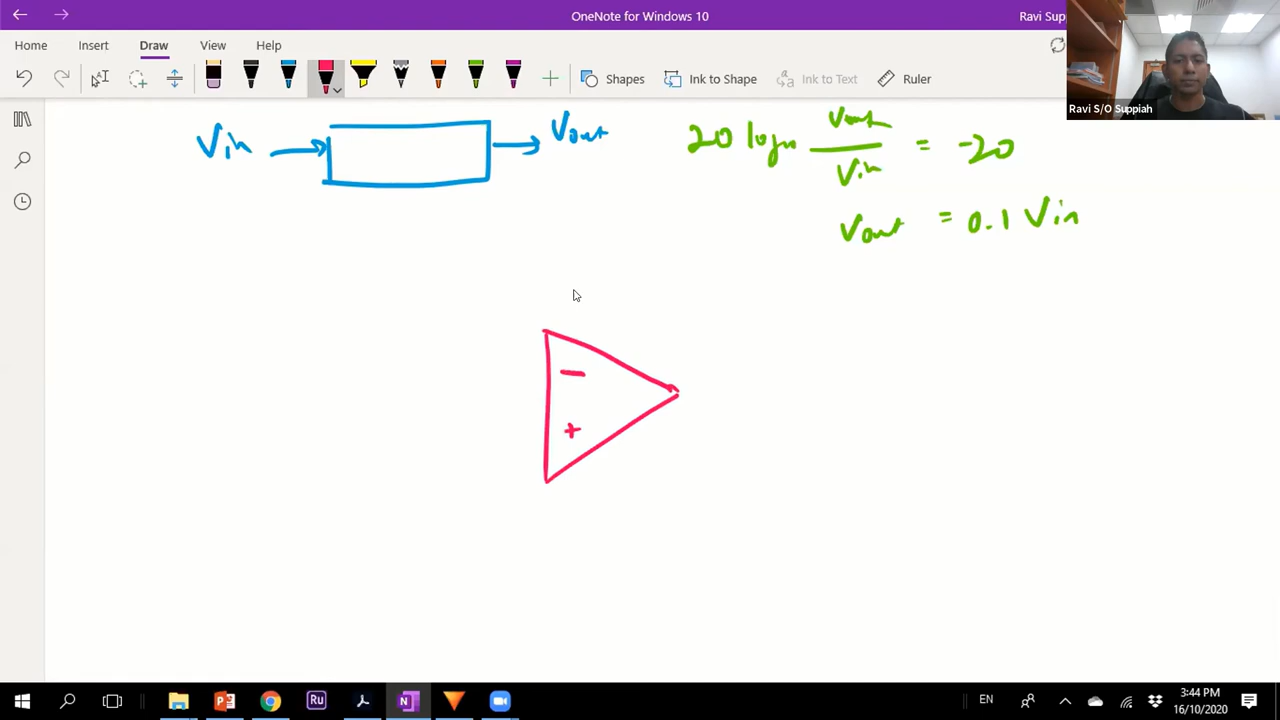 OneNote for Windows 10
Ravi Supp
Home Insert Draw View Help
Shapes Ink to Shape Ink to Text Ruler
Ravi S/O Suppiah
Vin Vout
20 log10 Vout / Vin = -20
Vout = 0.1 Vin
−
+
Ru
N
EN
3:44 PM
16/10/2020